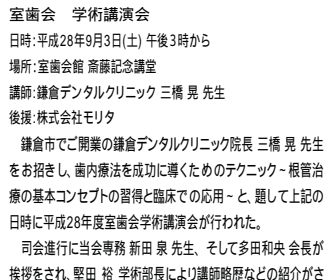 室歯会　学術講演会
日時：平成28年9月3日(土) 午後３時から
場所：室歯会館 斎藤記念講堂
講師：鎌倉デンタルクリニック 三橋 晃 先生
後援：株式会社モリタ
　鎌倉市でご開業の鎌倉デンタルクリニック院長 三橋 晃 先生
をお招きし、歯内療法を成功に導くためのテクニック～根管治
療の基本コンセプトの習得と臨床での応用～と、題して上記の
日時に平成28年度室歯会学術講演会が行われた。
　司会進行に当会専務 新田 泉 先生、そして多田和央 会長が
挨拶をされ、堅田 裕 学術部長により講師略歴などの紹介がさ